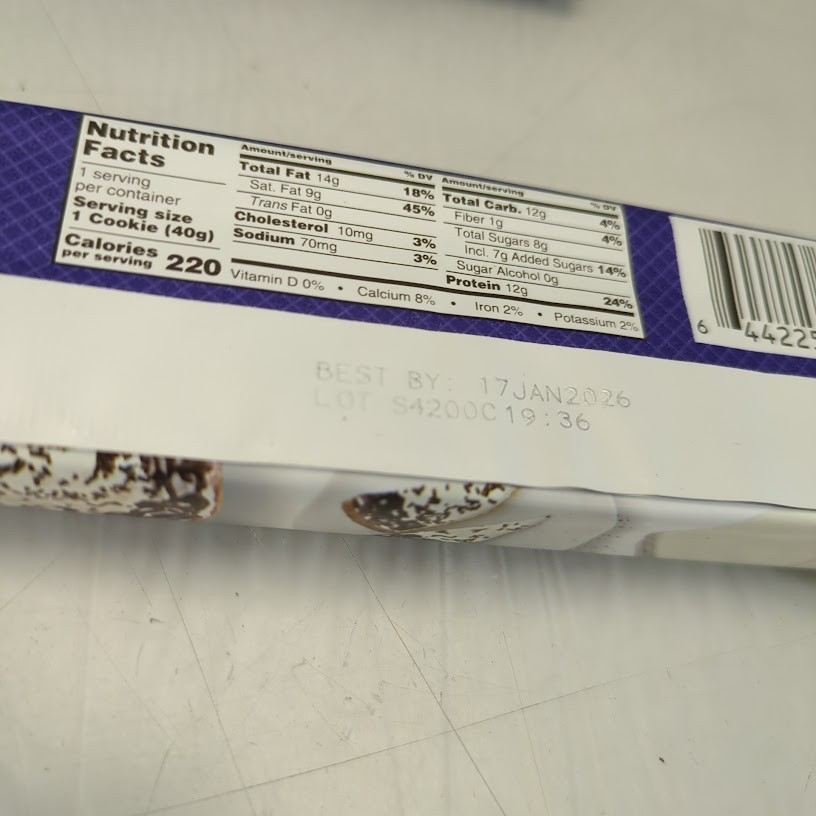 Nutrition
Facts
1 serving
per container
Serving size
1 Cookie (40g)
Calories
per serving 220
Amount/serving % DV
Total Fat 14g 18%
Sat. Fat 9g 45%
Trans Fat 0g
Cholesterol 10mg 3%
Sodium 70mg 3%
Amount/serving % DV
Total Carb. 12g 4%
Fiber 1g 4%
Total Sugars 8g
Incl. 7g Added Sugars 14%
Sugar Alcohol 0g
Protein 12g 24%
Vitamin D 0% • Calcium 8% • Iron 2% • Potassium 2%
6 44225
BEST BY: 17JAN2026
LOT S4200C19:36